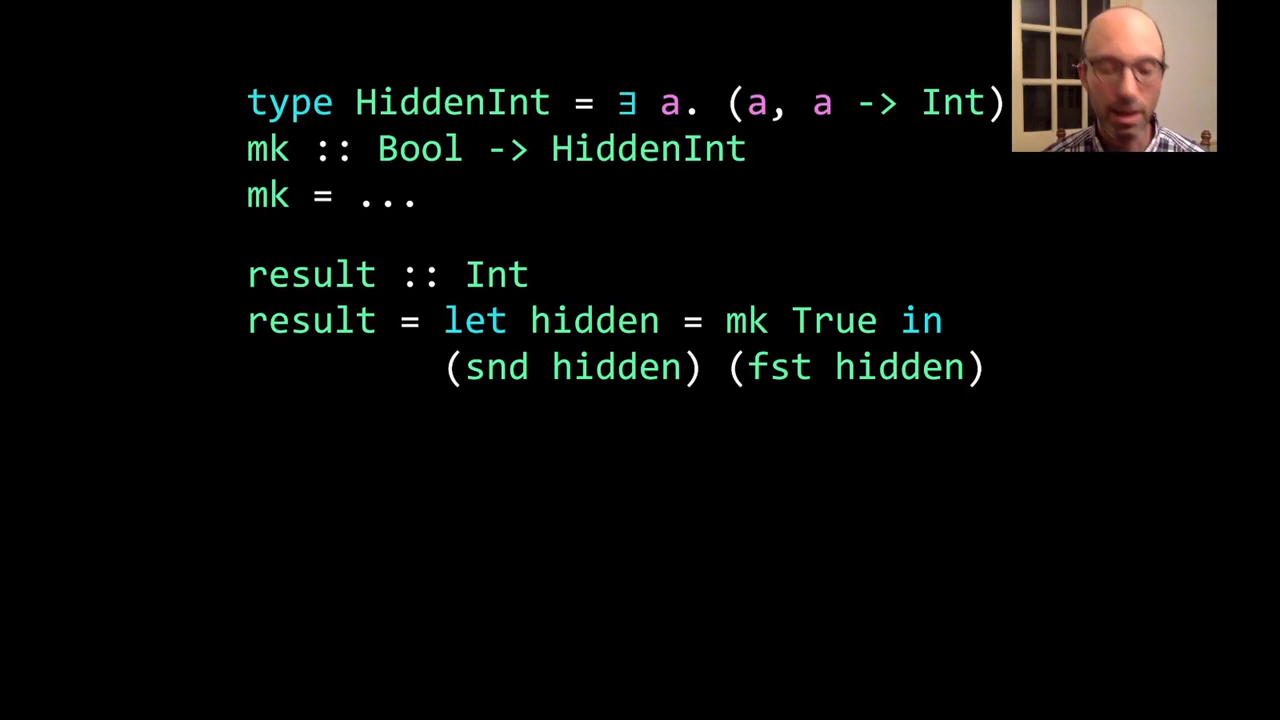 type HiddenInt = ∃ a. (a, a -> Int)
mk :: Bool -> HiddenInt
mk = ...
result :: Int
result = let hidden = mk True in
(snd hidden) (fst hidden)